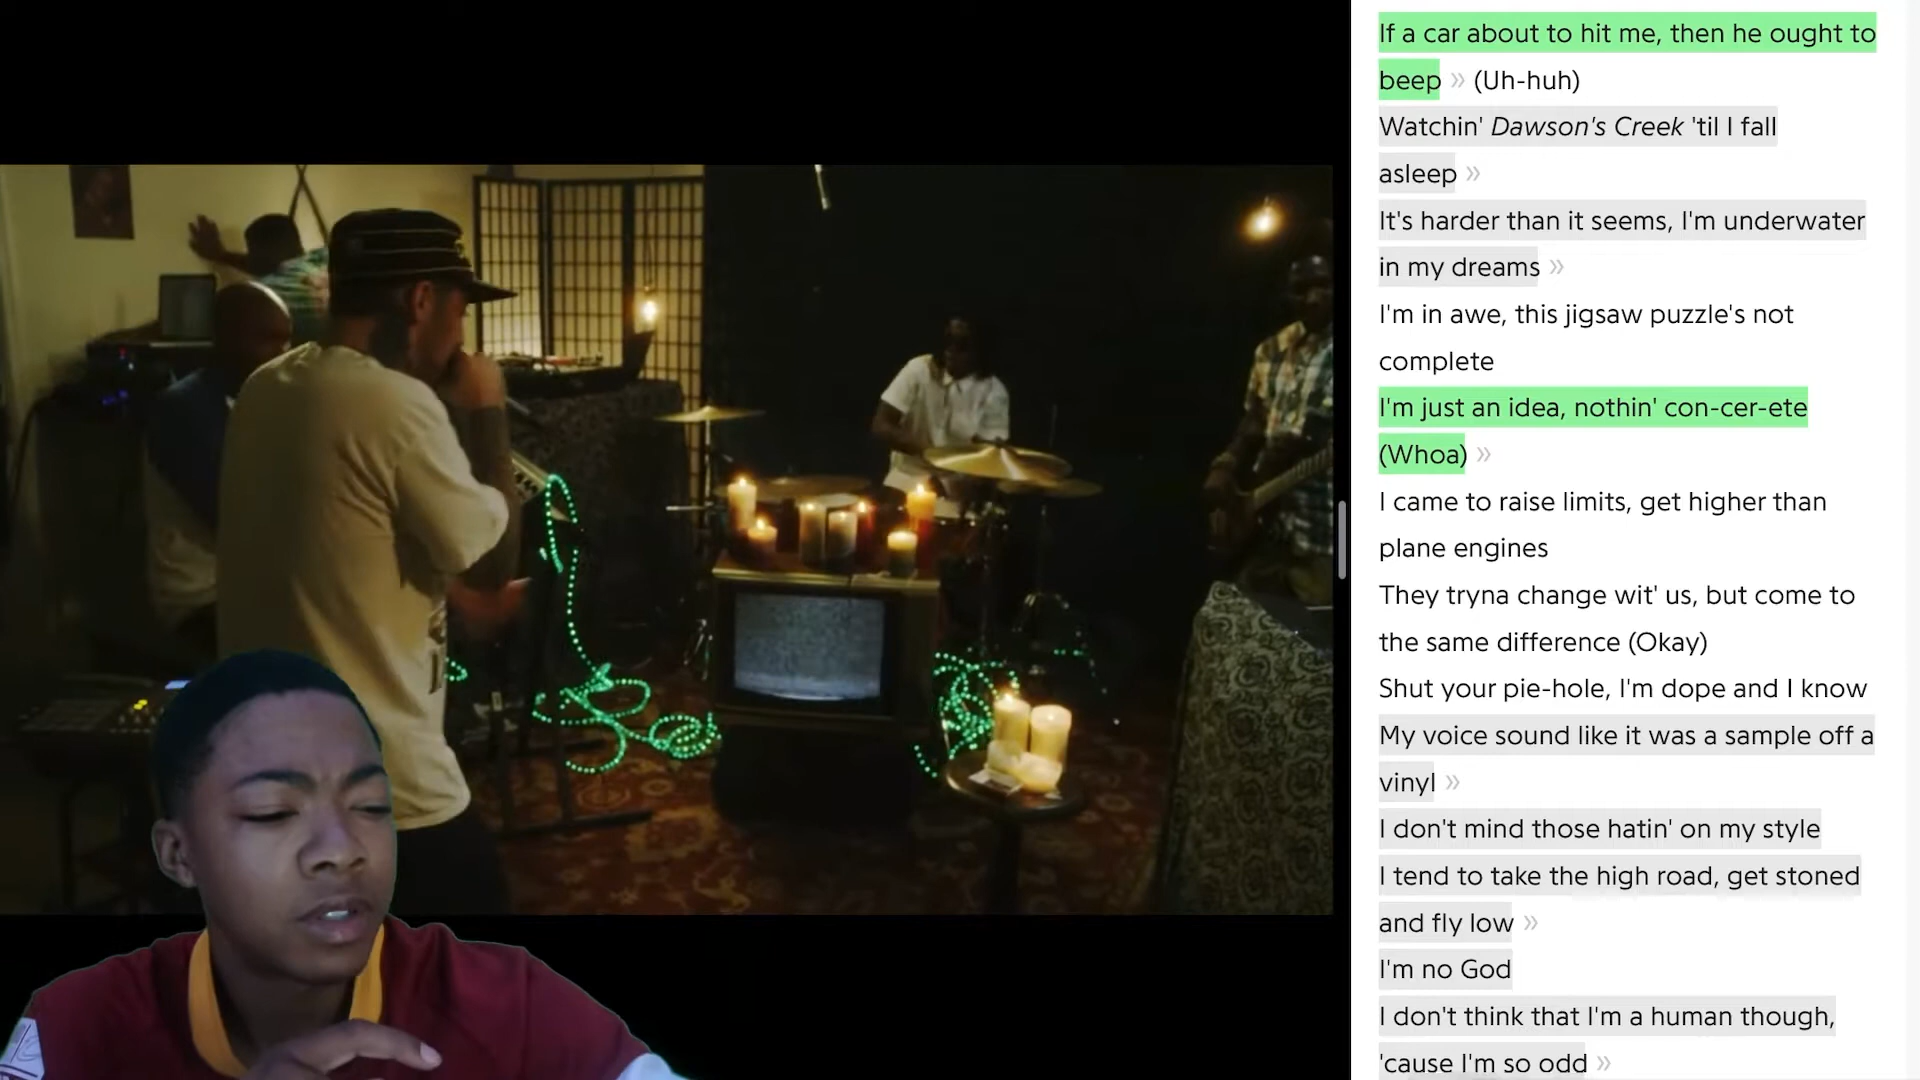 If a car about to hit me, then he ought to
beep » (Uh-huh)
Watchin' Dawson's Creek 'til I fall
asleep »
It's harder than it seems, I'm underwater
in my dreams »
I'm in awe, this jigsaw puzzle's not
complete
I'm just an idea, nothin' con-cer-ete
(Whoa) »
I came to raise limits, get higher than
plane engines
They tryna change wit' us, but come to
the same difference (Okay)
Shut your pie-hole, I'm dope and I know
My voice sound like it was a sample off a
vinyl »
I don't mind those hatin' on my style
I tend to take the high road, get stoned
and fly low »
I'm no God
I don't think that I'm a human though,
'cause I'm so odd »